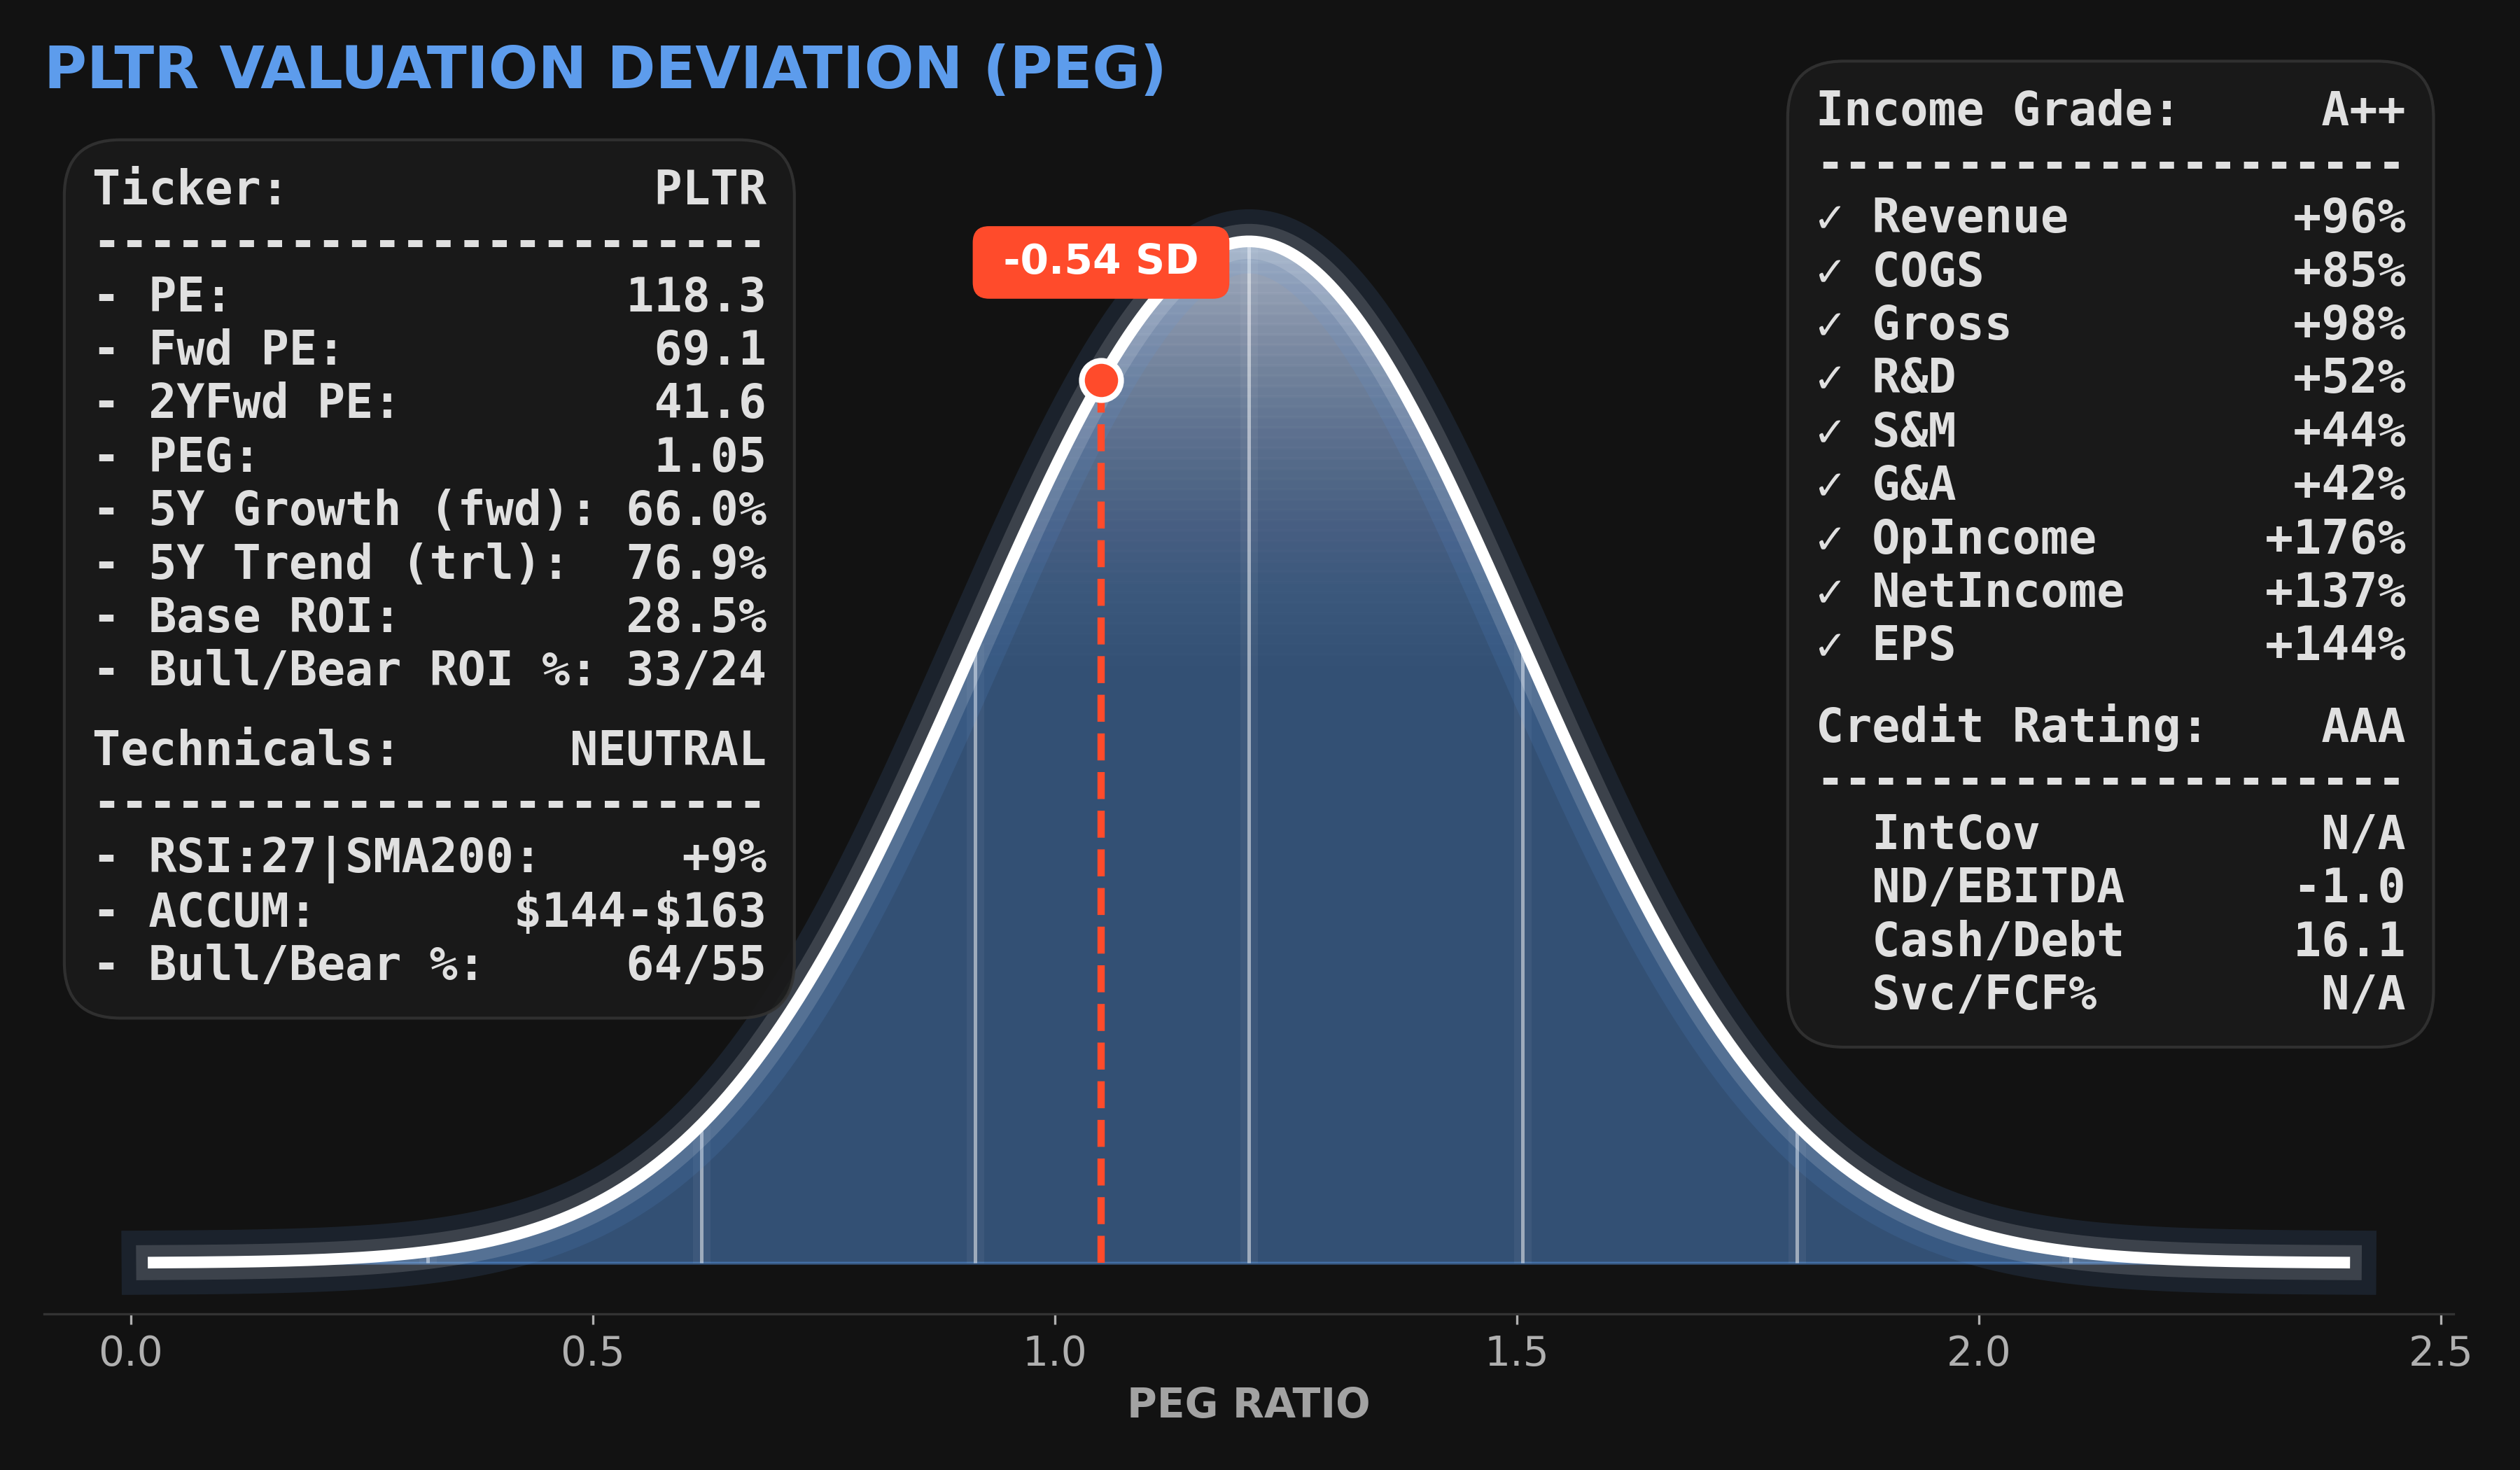 PLTR VALUATION DEVIATION (PEG)
Ticker: PLTR
--------------------------
- PE: 118.3
- Fwd PE: 69.1
- 2YFwd PE: 41.6
- PEG: 1.05
- 5Y Growth (fwd): 66.0%
- 5Y Trend (trl): 76.9%
- Base ROI: 28.5%
- Bull/Bear ROI %: 33/24
Technicals: NEUTRAL
------------------------
- RSI:27|SMA200: +9%
- ACCUM: $144-$163
- Bull/Bear %: 64/55
-0.54 SD
Income Grade: A++
---------------------
✓ Revenue +96%
✓ COGS +85%
✓ Gross +98%
✓ R&D +52%
✓ S&M +44%
✓ G&A +42%
✓ OpIncome +176%
✓ NetIncome +137%
✓ EPS +144%
Credit Rating: AAA
---------------------
IntCov N/A
ND/EBITDA -1.0
Cash/Debt 16.1
Svc/FCF% N/A
0.0 0.5 1.0 1.5 2.0 2.5
PEG RATIO